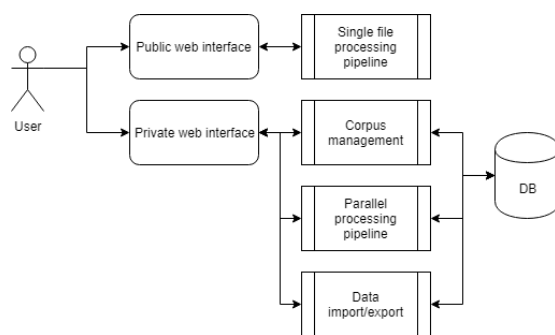 Public web interface
Single file
processing
pipeline
User
Private web interface
Corpus
management
DB
Parallel
processing
pipeline
Data
import/export